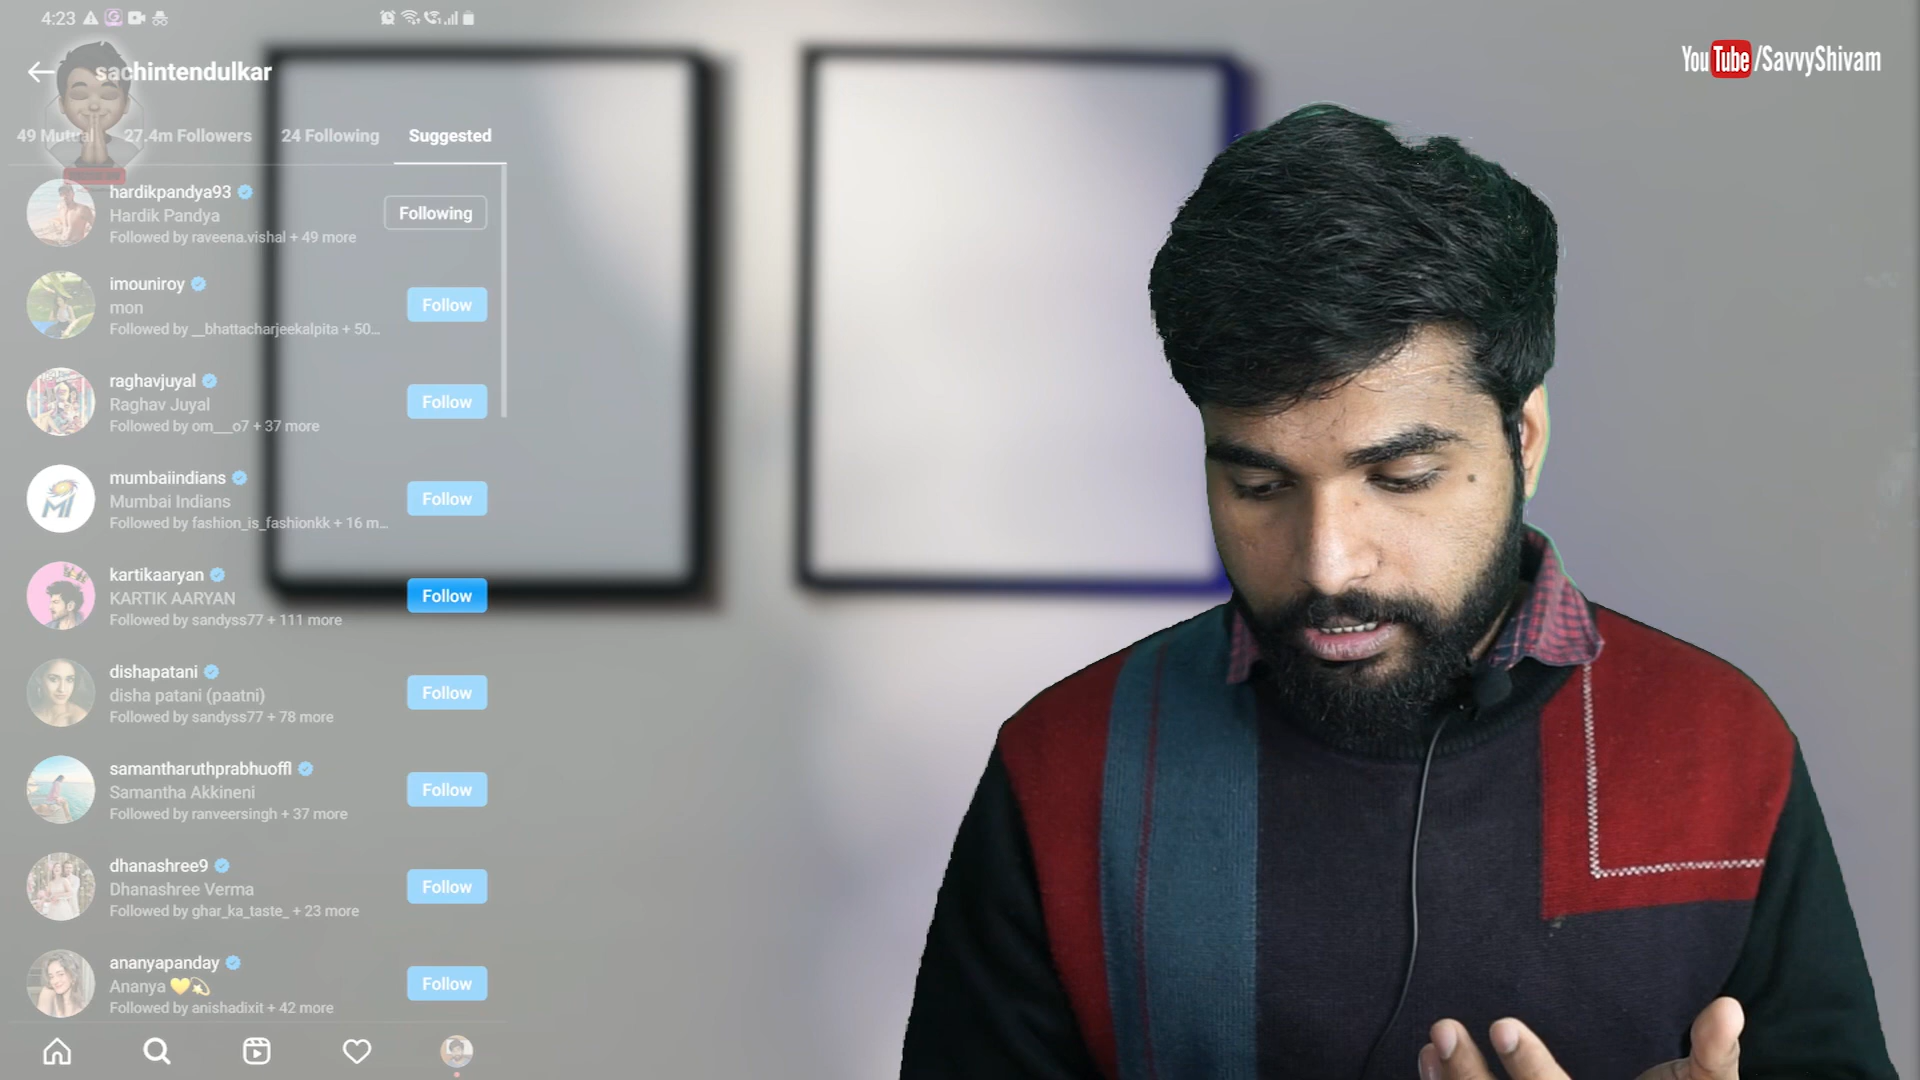 4:23
YouTube/SavvyShivam
sachintendulkar
49 Mutual 27.4m Followers 24 Following Suggested
hardikpandya93
Hardik Pandya
Followed by raveena.vishal + 49 more
Following
imouniroy
mon
Followed by __bhattacharjeekalpita + 50...
Follow
raghavjuyal
Raghav Juyal
Followed by om___o7 + 37 more
Follow
mumbaiindians
Mumbai Indians
Followed by fashion_is_fashionkk + 16 m...
Follow
kartikaaryan
KARTIK AARYAN
Followed by sandyss77 + 111 more
Follow
dishapatani
disha patani (paatni)
Followed by sandyss77 + 78 more
Follow
samantharuthprabhuoffl
Samantha Akkineni
Followed by ranveersingh + 37 more
Follow
dhanashree9
Dhanashree Verma
Followed by ghar_ka_taste_ + 23 more
Follow
ananyapanday
Ananya 💛💫
Followed by anishadixit + 42 more
Follow